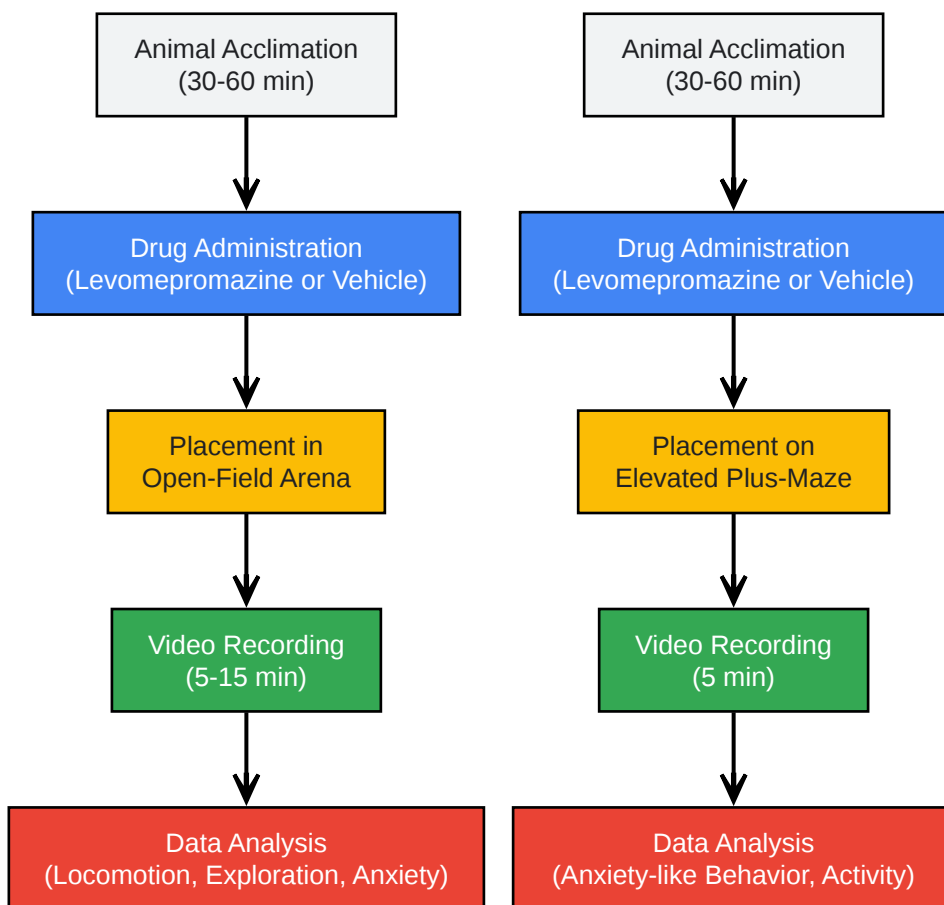 Animal Acclimation
(30-60 min)
Drug Administration
(Levomepromazine or Vehicle)
Placement in
Open-Field Arena
Video Recording
(5-15 min)
Data Analysis
(Locomotion, Exploration, Anxiety)
Animal Acclimation
(30-60 min)
Drug Administration
(Levomepromazine or Vehicle)
Placement on
Elevated Plus-Maze
Video Recording
(5 min)
Data Analysis
(Anxiety-like Behavior, Activity)